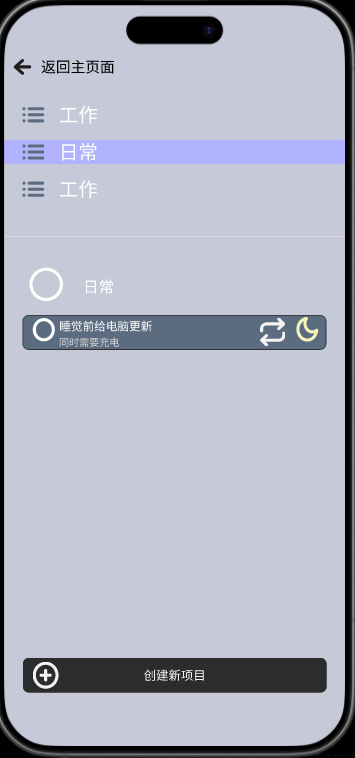 返回主页面
工作
日常
工作
日常
睡觉前给电脑更新
同时需要充电
创建新项目